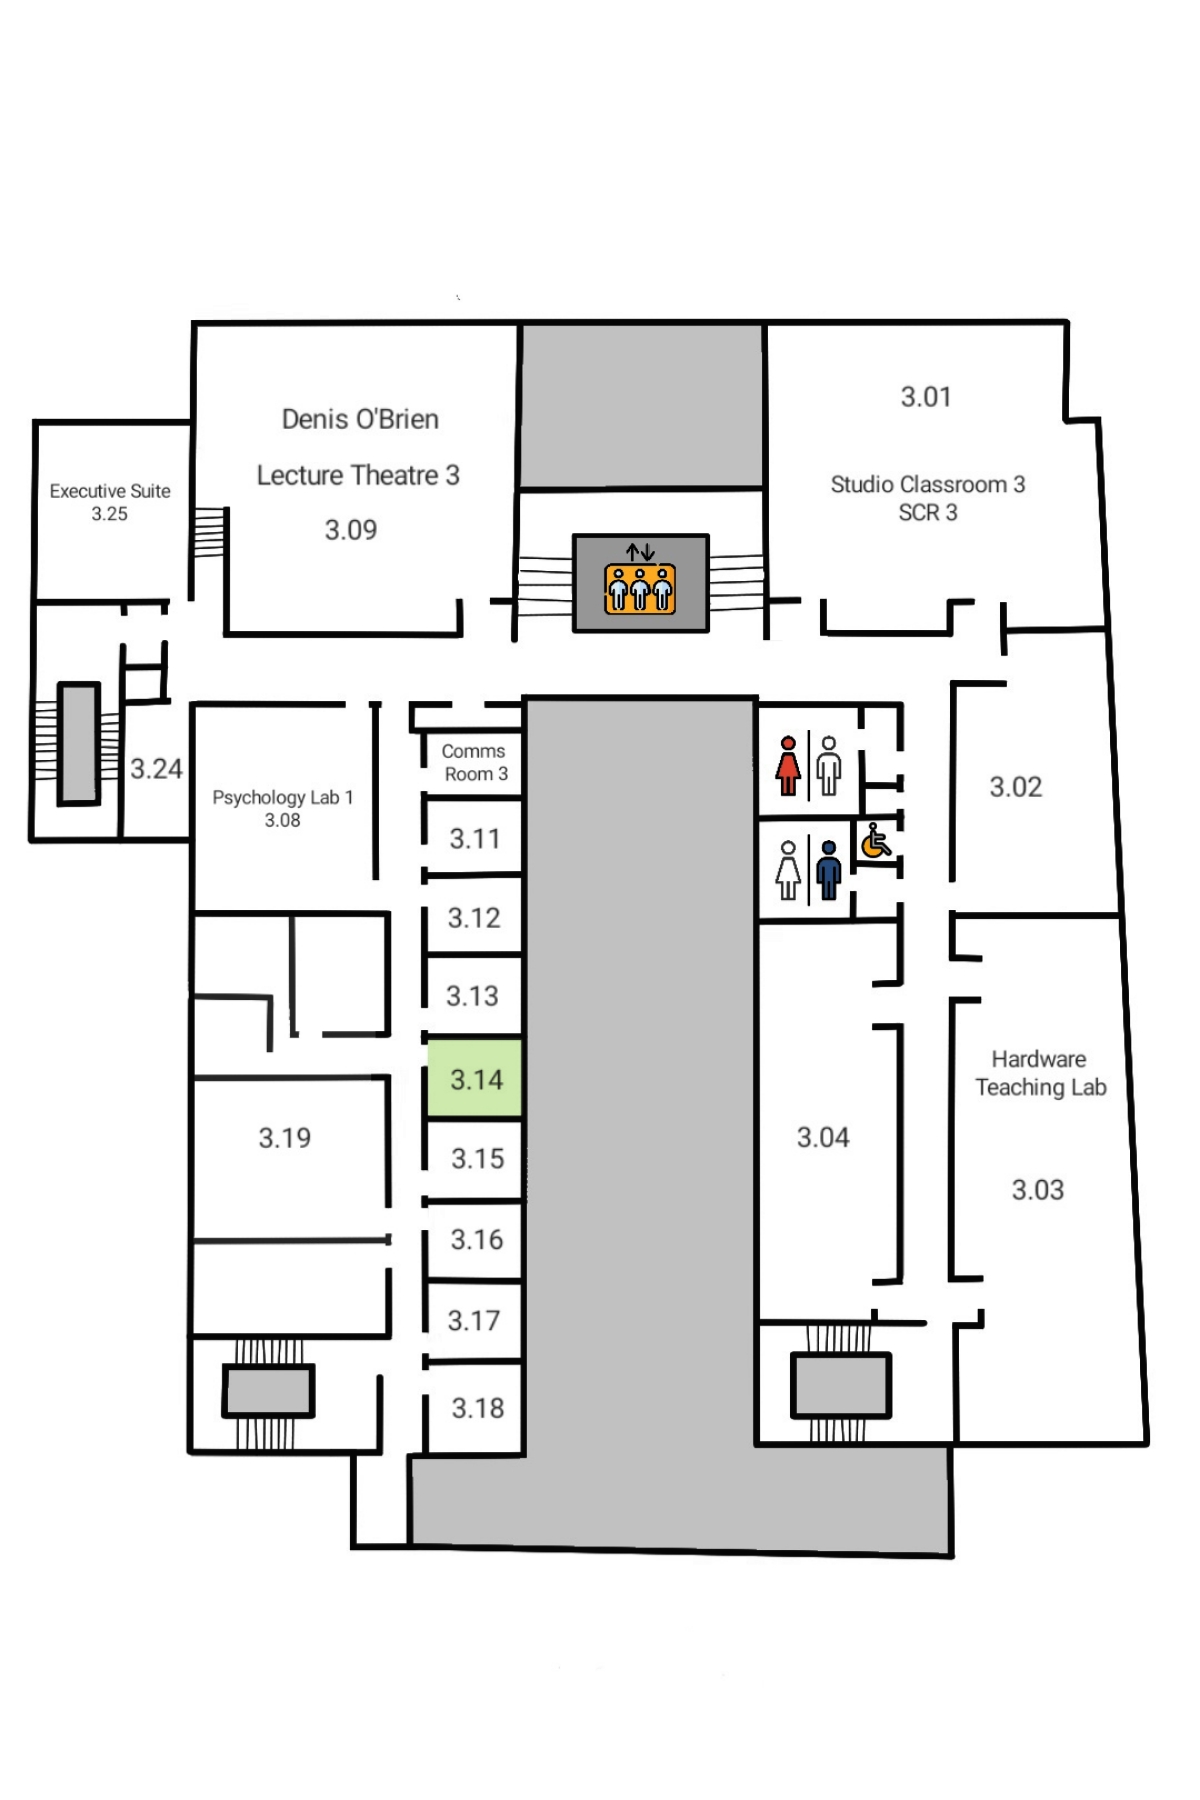 3.01
Denis O'Brien
Lecture Theatre 3
3.09
Studio Classroom 3
SCR 3
Executive Suite
3.25
3.24
Psychology Lab 1
3.08
Comms
Room 3
3.02
3.11
3.12
3.13
3.14
3.15
3.16
3.17
3.18
3.19
3.04
Hardware
Teaching Lab
3.03